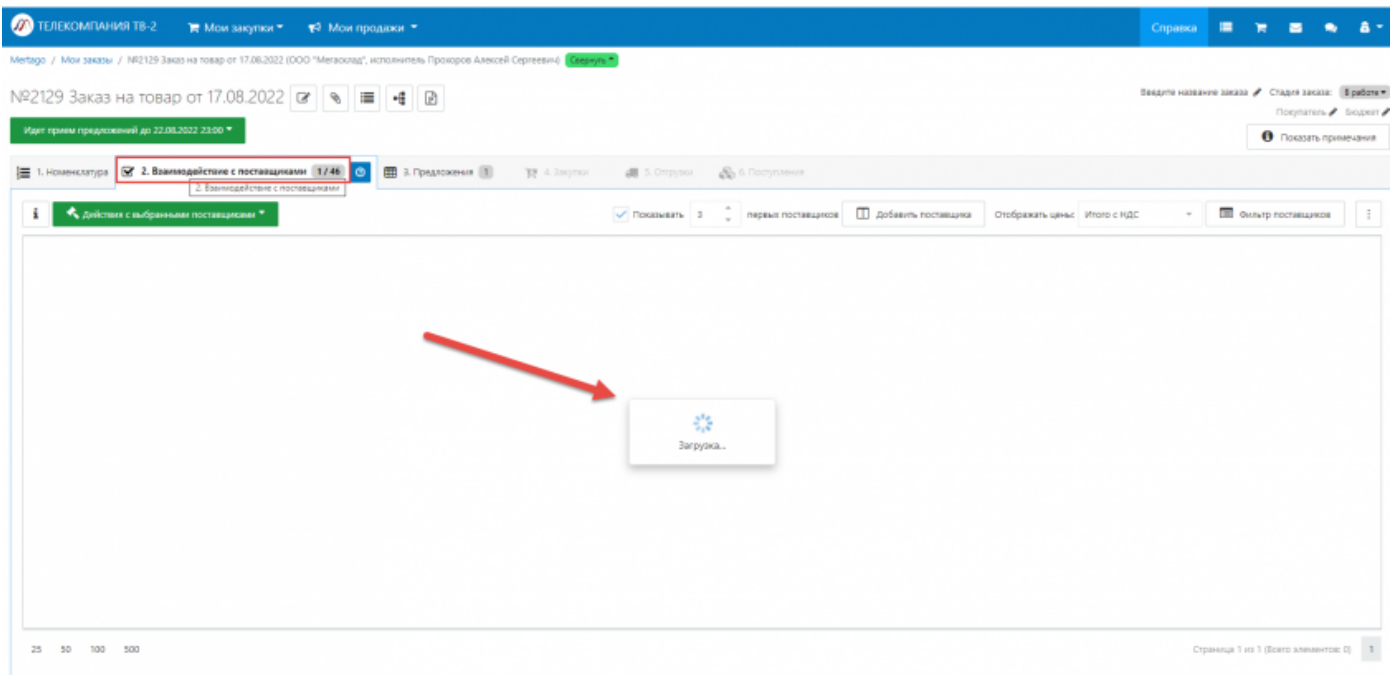 ТЕЛЕКОМПАНИЯ ТВ-2 Мои закупки Мои продажи Справка
Mertago / Мои заказы / №2129 Заказ на товар от 17.08.2022 (ООО "Мегасклад", исполнитель Прохоров Алексей Сергеевич) Свернуть
№2129 Заказ на товар от 17.08.2022
Введите название заказа Стадия заказа: В работе
Покупатель Бюджет
Идет прием предложений до 22.08.2022 23:00
Показать примечания
1. Номенклатура 2. Взаимодействие с поставщиками 1 / 46 3. Предложения 1 4. Закупки 5. Отгрузки 6. Поступления
2. Взаимодействие с поставщиками
i Действия с выбранными поставщиками Показывать 3 первых поставщиков Добавить поставщика Отображать цены: Итого с НДС Фильтр поставщиков
Загрузка...
25 50 100 500 Страница 1 из 1 (Всего элементов: 0) 1